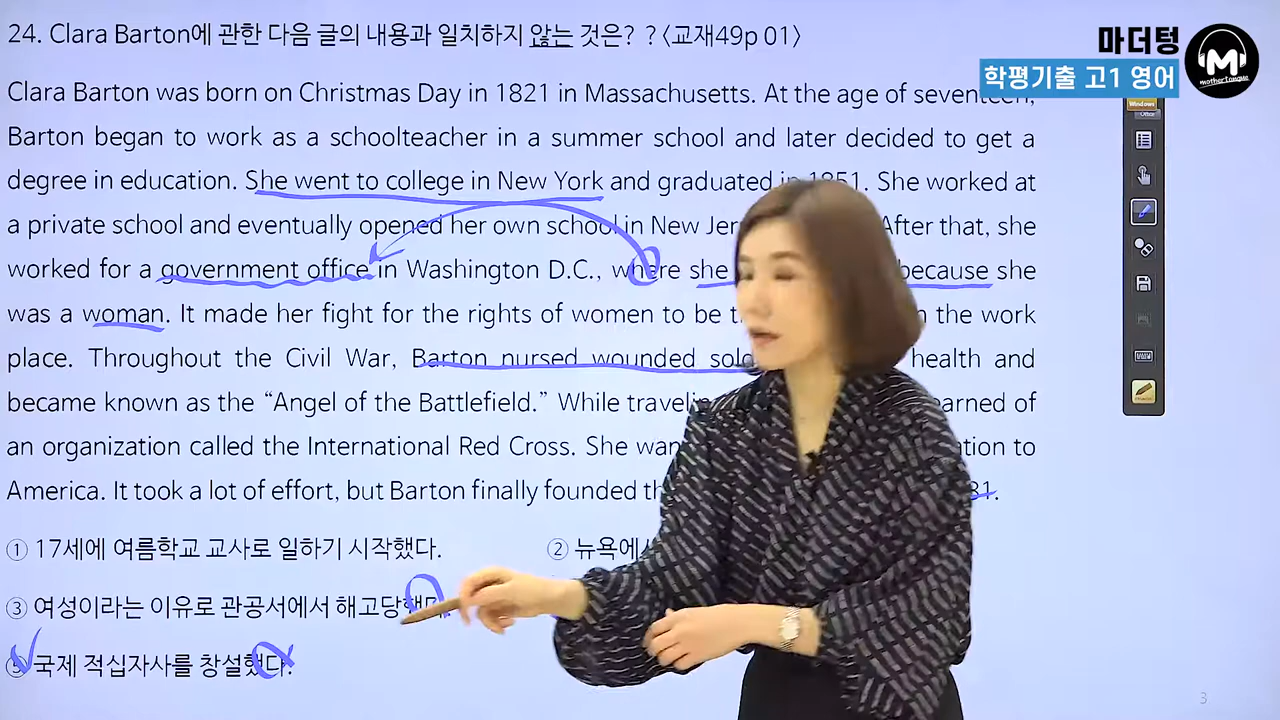 24. Clara Barton에 관한 다음 글의 내용과 일치하지 않는 것은? ?<교재49p 01>
마더텅
학평기출 고1 영어
mothertongue
Clara Barton was born on Christmas Day in 1821 in Massachusetts. At the age of seventeen,
Barton began to work as a schoolteacher in a summer school and later decided to get a
degree in education. She went to college in New York and graduated in 1851. She worked at
a private school and eventually opened her own school in New After that, she
worked for a government office in Washington D.C., where she because she
was a woman. It made her fight for the rights of women to be the work
place. Throughout the Civil War, Barton nursed wounded health and
became known as the “Angel of the Battlefield.” While of
an organization called the International Red Cross. She to
America. It took a lot of effort, but Barton finally founded
① 17세에 여름학교 교사로 일하기 시작했다.
② 뉴욕에서
③ 여성이라는 이유로 관공서에서 해고당했다.
⑤ 국제 적십자사를 창설했다.
3